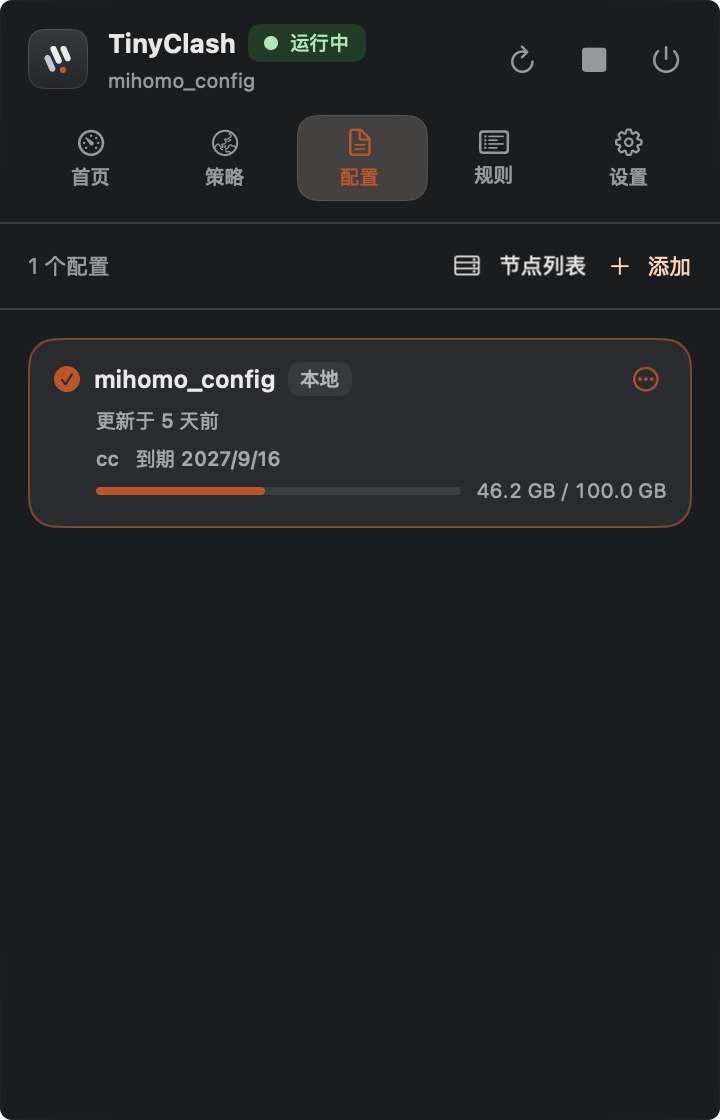 TinyClash 运行中
mihomo_config
首页 策略 配置 规则 设置
1 个配置 节点列表 添加
mihomo_config 本地
更新于 5 天前
cc 到期 2027/9/16
46.2 GB / 100.0 GB